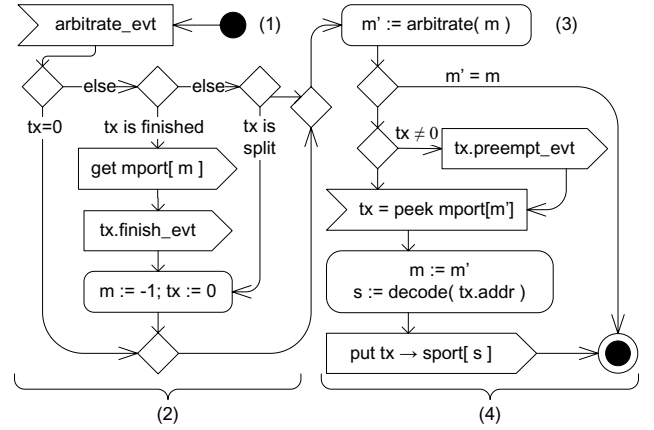 arbitrate_evt
(1)
else
else
tx=0
tx is finished
tx is
split
get mport[ m ]
tx.finish_evt
m := -1; tx := 0
(2)
m' := arbitrate( m )
(3)
m' = m
tx ≠ 0
tx.preempt_evt
tx = peek mport[m']
m := m'
s := decode( tx.addr )
put tx → sport[ s ]
(4)